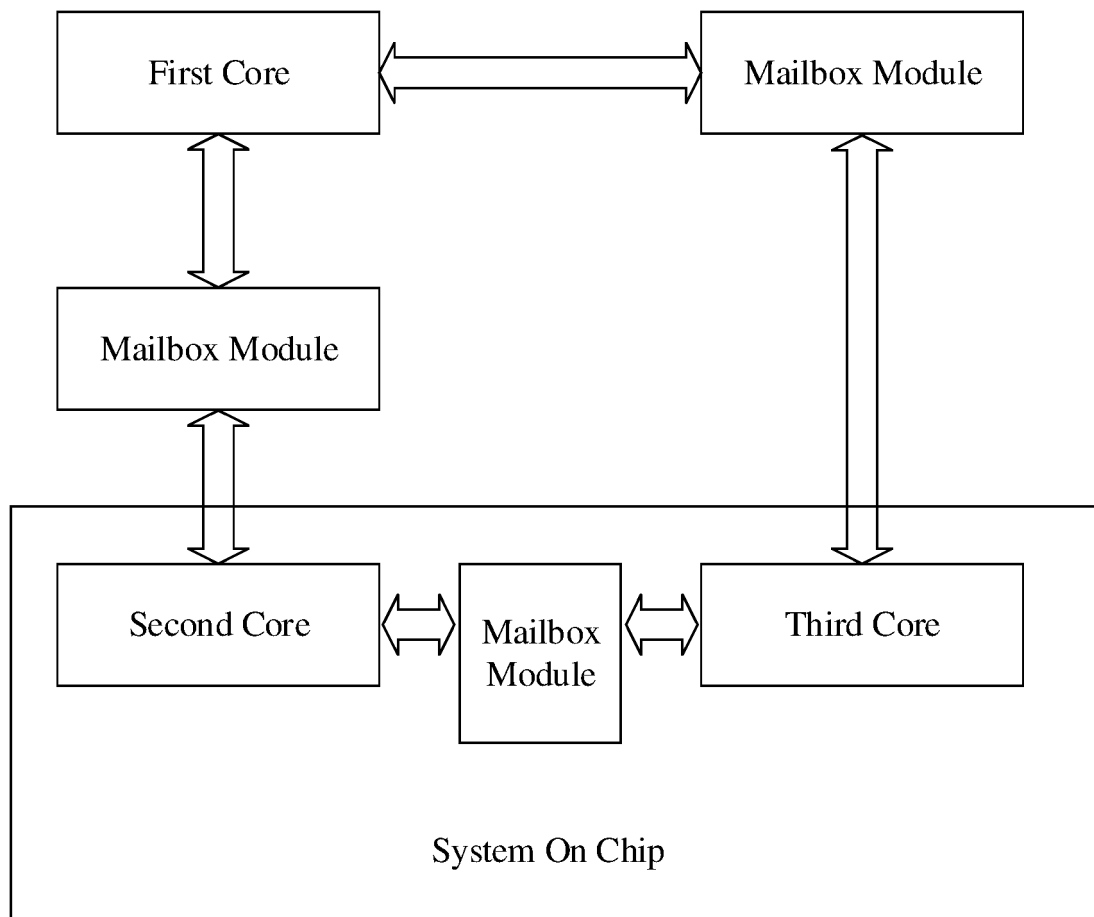 First Core
Mailbox Module
Mailbox Module
Second Core
Mailbox
Module
Third Core
System On Chip